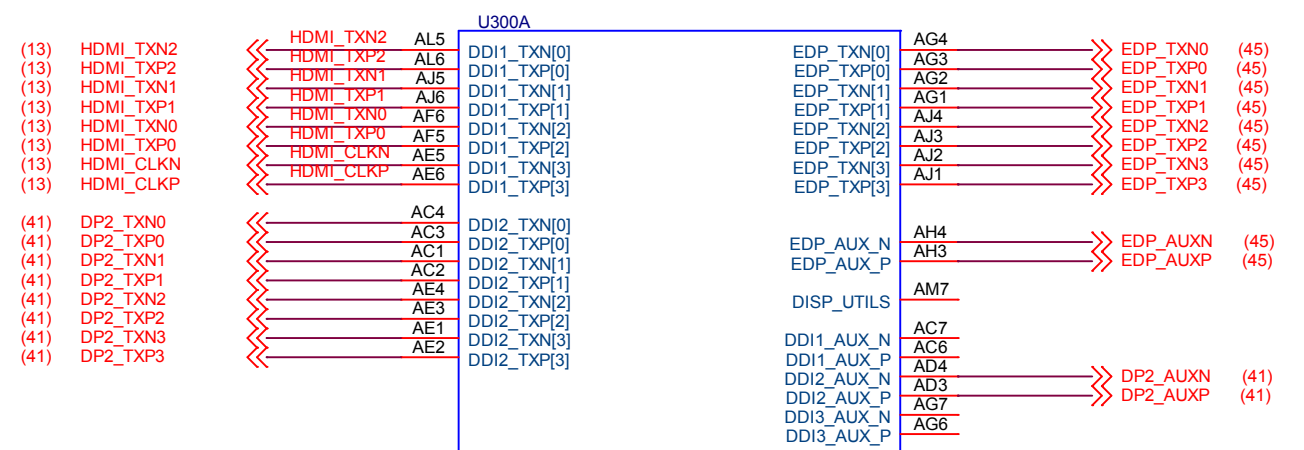 U300A
(13) HDMI_TXN2 HDMI_TXN2 AL5 DDI1_TXN[0] EDP_TXN[0] AG4 EDP_TXN0 (45)
(13) HDMI_TXP2 HDMI_TXP2 AL6 DDI1_TXP[0] EDP_TXP[0] AG3 EDP_TXP0 (45)
(13) HDMI_TXN1 HDMI_TXN1 AJ5 DDI1_TXN[1] EDP_TXN[1] AG2 EDP_TXN1 (45)
(13) HDMI_TXP1 HDMI_TXP1 AJ6 DDI1_TXP[1] EDP_TXP[1] AG1 EDP_TXP1 (45)
(13) HDMI_TXN0 HDMI_TXN0 AF6 DDI1_TXN[2] EDP_TXN[2] AJ4 EDP_TXN2 (45)
(13) HDMI_TXP0 HDMI_TXP0 AF5 DDI1_TXP[2] EDP_TXP[2] AJ3 EDP_TXP2 (45)
(13) HDMI_CLKN HDMI_CLKN AE5 DDI1_TXN[3] EDP_TXN[3] AJ2 EDP_TXN3 (45)
(13) HDMI_CLKP HDMI_CLKP AE6 DDI1_TXP[3] EDP_TXP[3] AJ1 EDP_TXP3 (45)
(41) DP2_TXN0 AC4 DDI2_TXN[0]
(41) DP2_TXP0 AC3 DDI2_TXP[0] EDP_AUX_N AH4 EDP_AUXN (45)
(41) DP2_TXN1 AC1 DDI2_TXN[1] EDP_AUX_P AH3 EDP_AUXP (45)
(41) DP2_TXP1 AC2 DDI2_TXP[1]
(41) DP2_TXN2 AE4 DDI2_TXN[2] DISP_UTILS AM7
(41) DP2_TXP2 AE3 DDI2_TXP[2]
(41) DP2_TXN3 AE1 DDI2_TXN[3] DDI1_AUX_N AC7
(41) DP2_TXP3 AE2 DDI2_TXP[3] DDI1_AUX_P AC6
DDI2_AUX_N AD4 DP2_AUXN (41)
DDI2_AUX_P AD3 DP2_AUXP (41)
DDI3_AUX_N AG7
DDI3_AUX_P AG6